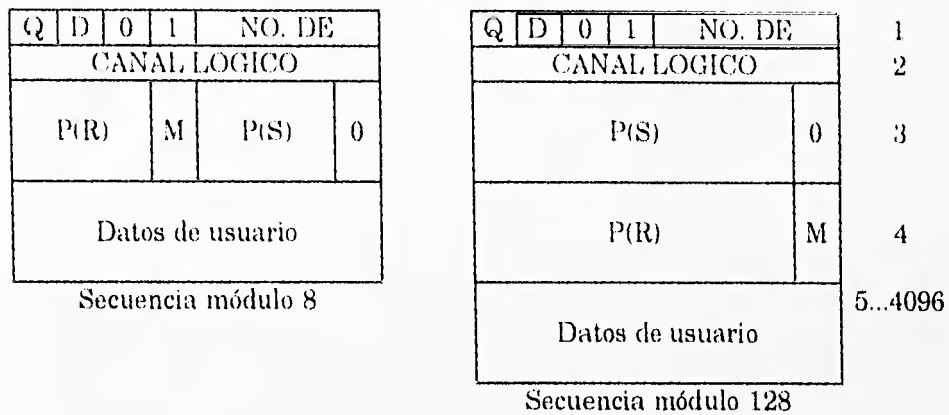 Q D 0 1 NO. DE
CANAL LOGICO
P(R) M P(S) 0
Datos de usuario
Secuencia módulo 8
Q D 0 1 NO. DE 1
CANAL LOGICO 2
P(S) 0 3
P(R) M 4
5...4096
Datos de usuario
Secuencia módulo 128